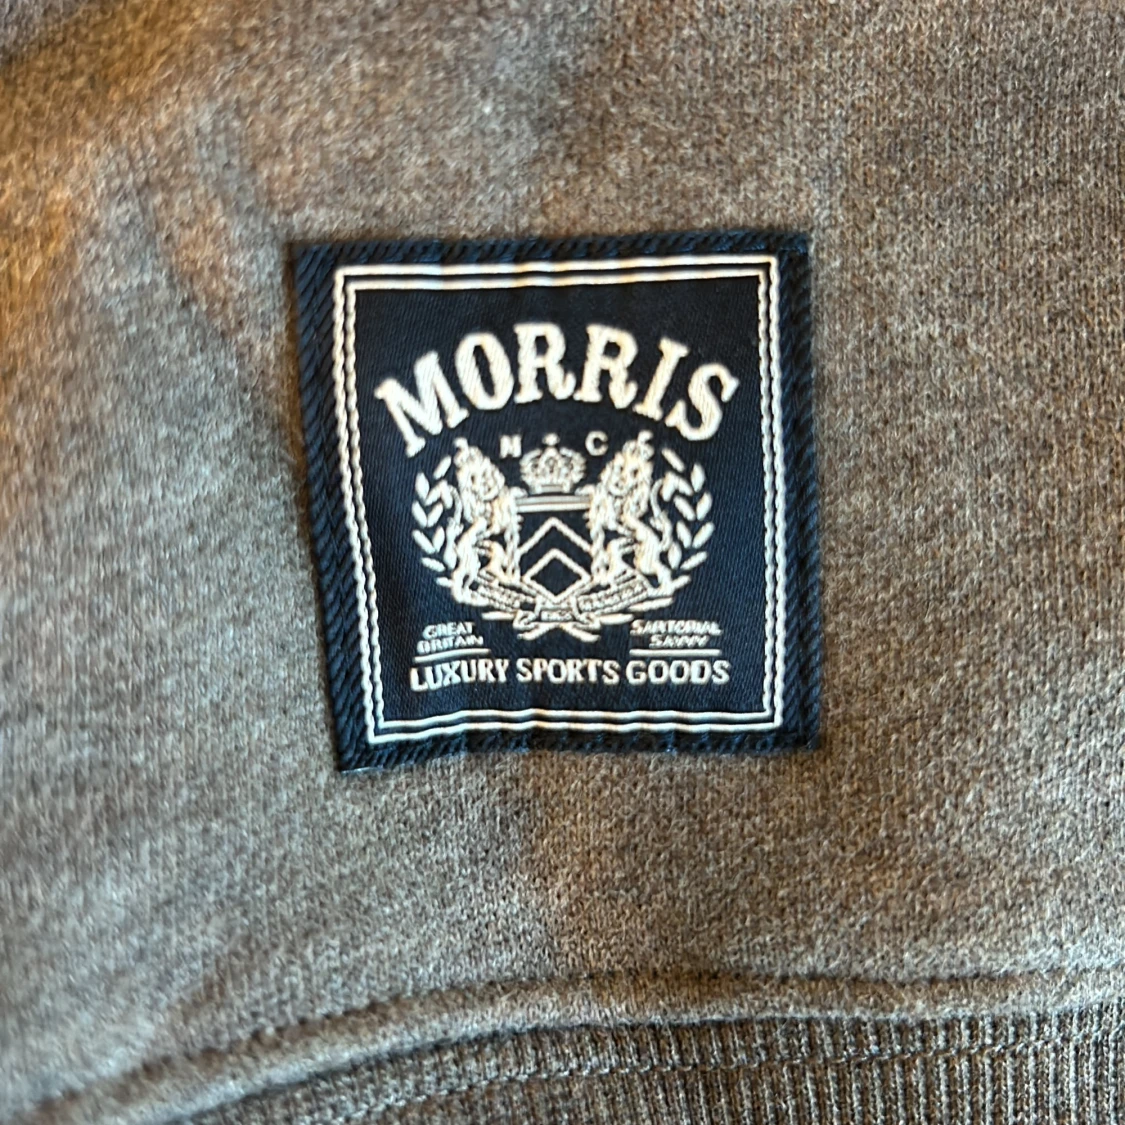 MORRIS
N C
GREAT
BRITAIN
SARTORIAL
SAVVY
LUXURY SPORTS GOODS